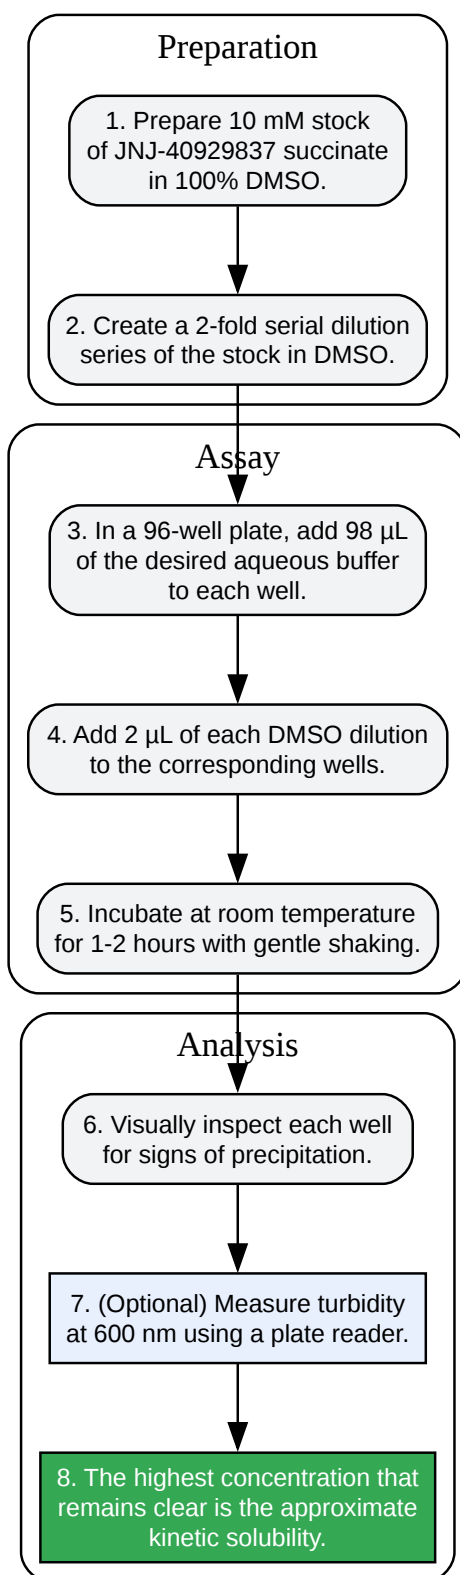 Preparation
1. Prepare 10 mM stock
of JNJ-40929837 succinate
in 100% DMSO.
2. Create a 2-fold serial dilution
series of the stock in DMSO.
Assay
3. In a 96-well plate, add 98 µL
of the desired aqueous buffer
to each well.
4. Add 2 µL of each DMSO dilution
to the corresponding wells.
5. Incubate at room temperature
for 1-2 hours with gentle shaking.
Analysis
6. Visually inspect each well
for signs of precipitation.
7. (Optional) Measure turbidity
at 600 nm using a plate reader.
8. The highest concentration that
remains clear is the approximate
kinetic solubility.